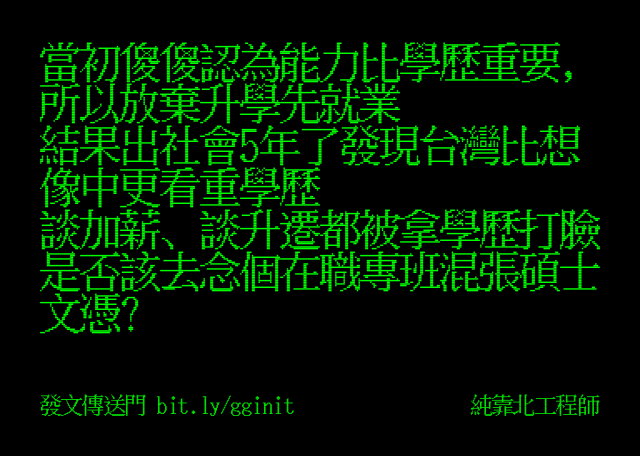 當初傻傻認為能力比學歷重要,
所以放棄升學先就業
結果出社會5年了發現台灣比想
像中更看重學歷
談加薪、談升遷都被拿學歷打臉
是否該去念個在職專班混張碩士
文憑?
發文傳送門 bit.ly/gginit
純靠北工程師